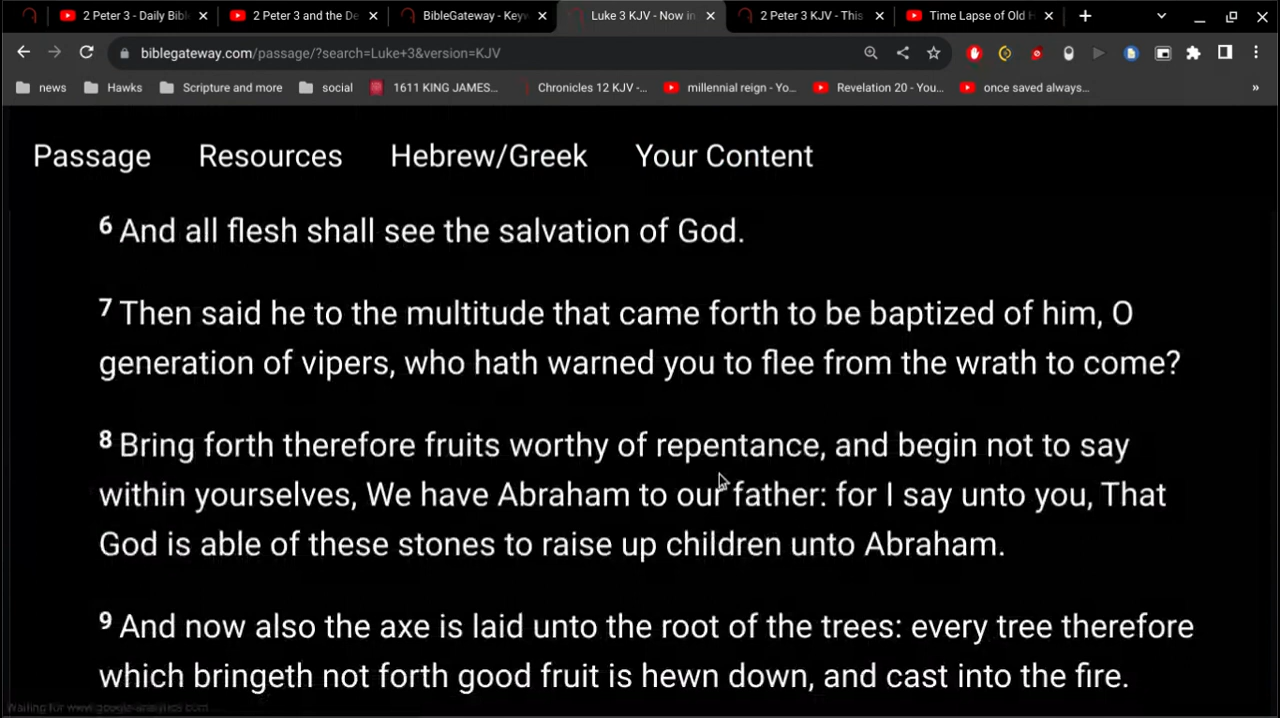 2 Peter 3 - Daily Bibl
2 Peter 3 and the De
BibleGateway - Keyw
Luke 3 KJV - Now in
2 Peter 3 KJV - This
Time Lapse of Old H
biblegateway.com/passage/?search=Luke+3&version=KJV
news
Hawks
Scripture and more
social
1611 KING JAMES...
Chronicles 12 KJV -...
millennial reign - Yo...
Revelation 20 - You...
once saved always...
Passage
Resources
Hebrew/Greek
Your Content
6 And all flesh shall see the salvation of God.
7 Then said he to the multitude that came forth to be baptized of him, O
generation of vipers, who hath warned you to flee from the wrath to come?
8 Bring forth therefore fruits worthy of repentance, and begin not to say
within yourselves, We have Abraham to our father: for I say unto you, That
God is able of these stones to raise up children unto Abraham.
9 And now also the axe is laid unto the root of the trees: every tree therefore
which bringeth not forth good fruit is hewn down, and cast into the fire.
Waiting for www.google-analytics.com